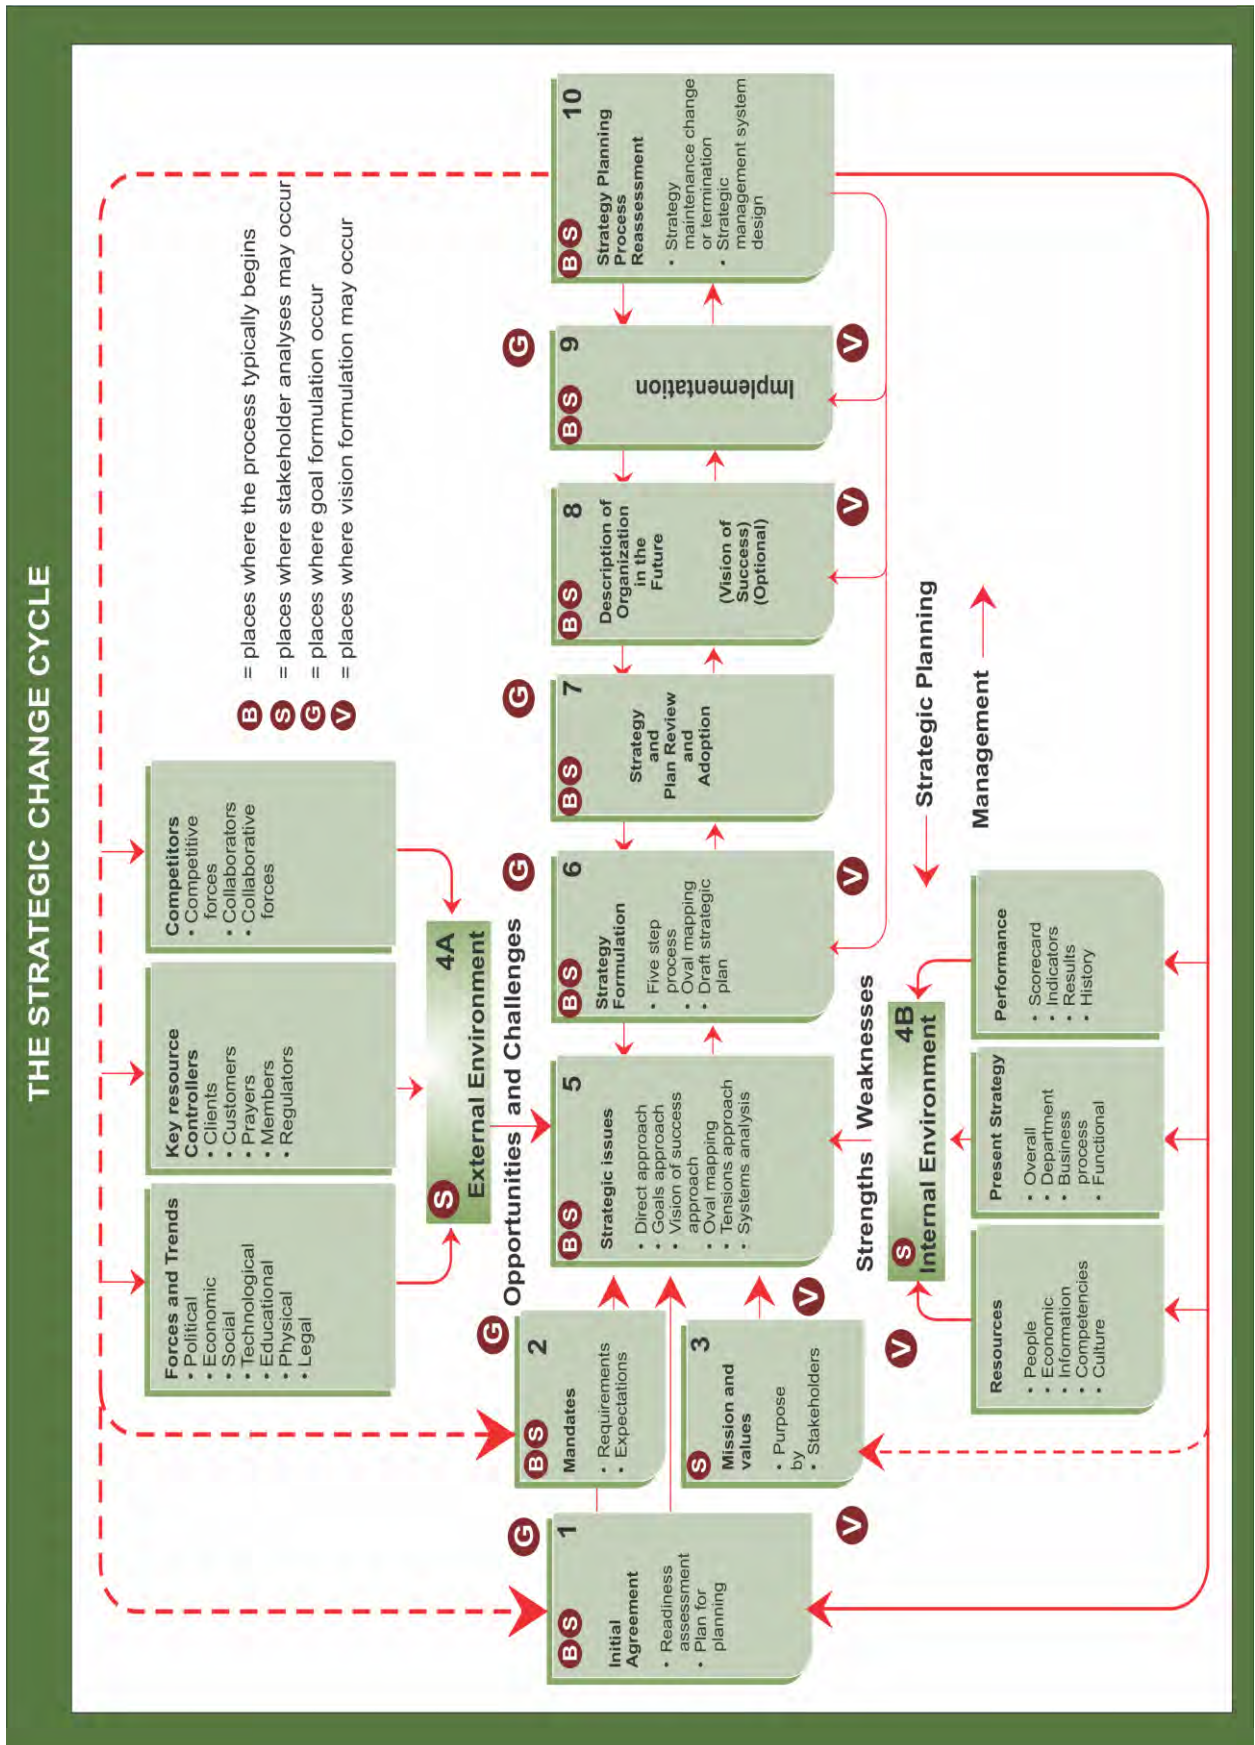 THE STRATEGIC CHANGE CYCLE
B = places where the process typically begins
S = places where stakeholder analyses may occur
G = places where goal formulation occur
V = places where vision formulation may occur
Forces and Trends
• Political
• Economic
• Social
• Technological
• Educational
• Physical
• Legal
Key resource
Controllers
• Clients
• Customers
• Prayers
• Members
• Regulators
Competitors
• Competitive
forces
• Collaborators
• Collaborative
forces
S 4A
External Environment
Opportunities and Challenges
G
B S 1
Initial
Agreement
• Readiness
assessment
• Plan for
planning
V
G
B S 2
Mandates
• Requirements
• Expectations
S 3
Mission and
values
• Purpose
by
• Stakeholders
V
B S 5
Strategic issues
• Direct approach
• Goals approach
• Vision of success
approach
• Oval mapping
• Tensions approach
• Systems analysis
G
B S 6
Strategy
Formulation
• Five step
process
• Oval mapping
• Draft strategic
plan
V
G
B S 7
Strategy
and
Plan Review
and
Adoption
B S 8
Description of
Organization
in the
Future
(Vision of
Success)
(Optional)
V
G
B S 9
Implementation
V
B S 10
Strategy Planning
Process
Reassessment
• Strategy
maintenance change
or termination
• Strategic
management system
design
Strengths Weaknesses
V
S 4B
Internal Environment
Resources
• People
• Economic
• Information
• Competencies
• Culture
Present Strategy
• Overall
• Department
• Business
process
• Functional
Performance
• Scorecard
• Indicators
• Results
• History
Strategic Planning
Management